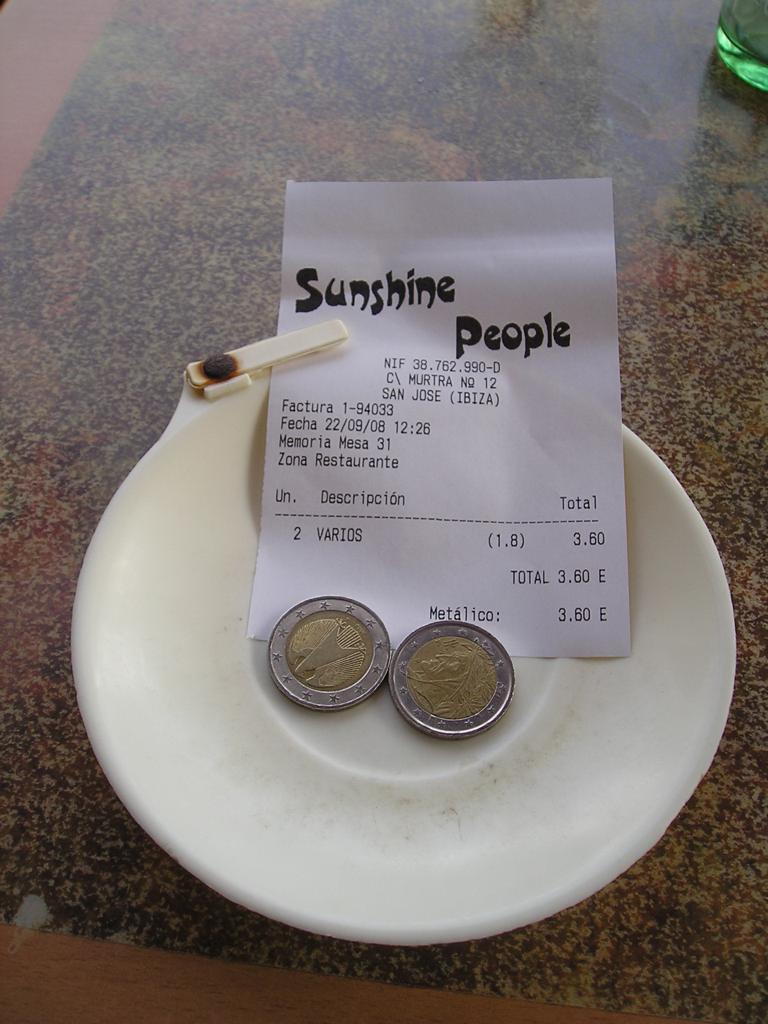 Sunshine
People
NIF 38.762.990-D
C\ MURTRA Nº 12
SAN JOSE (IBIZA)
Factura 1-94033
Fecha 22/09/08 12:26
Memoria Mesa 31
Zona Restaurante
Un. Descripción Total
2 VARIOS (1.8) 3.60
TOTAL 3.60 E
Metálico: 3.60 E